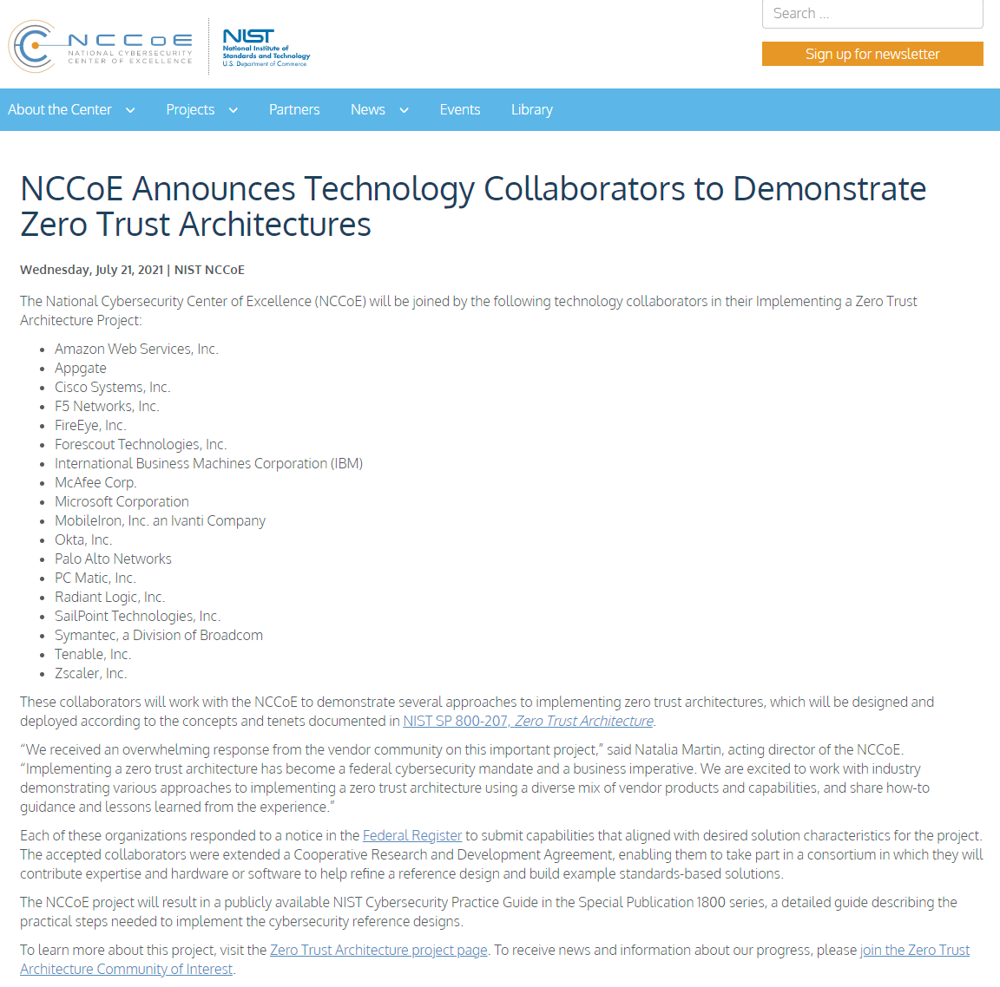 NCCoE
NATIONAL CYBERSECURITY
CENTER OF EXCELLENCE
NIST
National Institute of
Standards and Technology
U.S. Department of Commerce
Search ...
Sign up for newsletter
About the Center Projects Partners News Events Library
NCCoE Announces Technology Collaborators to Demonstrate
Zero Trust Architectures
Wednesday, July 21, 2021 | NIST NCCoE
The National Cybersecurity Center of Excellence (NCCoE) will be joined by the following technology collaborators in their Implementing a Zero Trust
Architecture Project:
• Amazon Web Services, Inc.
• Appgate
• Cisco Systems, Inc.
• F5 Networks, Inc.
• FireEye, Inc.
• Forescout Technologies, Inc.
• International Business Machines Corporation (IBM)
• McAfee Corp.
• Microsoft Corporation
• MobileIron, Inc. an Ivanti Company
• Okta, Inc.
• Palo Alto Networks
• PC Matic, Inc.
• Radiant Logic, Inc.
• SailPoint Technologies, Inc.
• Symantec, a Division of Broadcom
• Tenable, Inc.
• Zscaler, Inc.
These collaborators will work with the NCCoE to demonstrate several approaches to implementing zero trust architectures, which will be designed and
deployed according to the concepts and tenets documented in NIST SP 800-207, Zero Trust Architecture.
“We received an overwhelming response from the vendor community on this important project,” said Natalia Martin, acting director of the NCCoE.
“Implementing a zero trust architecture has become a federal cybersecurity mandate and a business imperative. We are excited to work with industry
demonstrating various approaches to implementing a zero trust architecture using a diverse mix of vendor products and capabilities, and share how-to
guidance and lessons learned from the experience.”
Each of these organizations responded to a notice in the Federal Register to submit capabilities that aligned with desired solution characteristics for the project.
The accepted collaborators were extended a Cooperative Research and Development Agreement, enabling them to take part in a consortium in which they will
contribute expertise and hardware or software to help refine a reference design and build example standards-based solutions.
The NCCoE project will result in a publicly available NIST Cybersecurity Practice Guide in the Special Publication 1800 series, a detailed guide describing the
practical steps needed to implement the cybersecurity reference designs.
To learn more about this project, visit the Zero Trust Architecture project page. To receive news and information about our progress, please join the Zero Trust
Architecture Community of Interest.